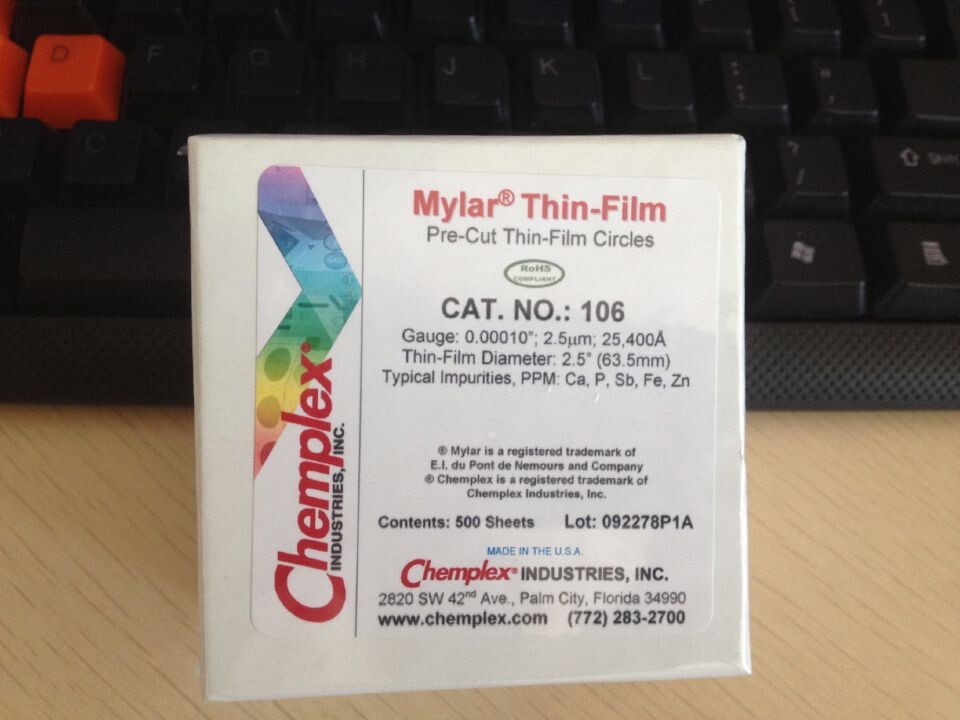 D F G H J K L : ; " '
C ? / Shift
Mylar® Thin-Film
Pre-Cut Thin-Film Circles
RoHS
COMPLIANT
CAT. NO.: 106
Gauge: 0.00010"; 2.5µm; 25,400Å
Thin-Film Diameter: 2.5" (63.5mm)
Typical Impurities, PPM: Ca, P, Sb, Fe, Zn
® Mylar is a registered trademark of
E.I. du Pont de Nemours and Company
® Chemplex is a registered trademark of
Chemplex Industries, Inc.
Contents: 500 Sheets Lot: 092278P1A
MADE IN THE U.S.A.
Chemplex® INDUSTRIES, INC.
2820 SW 42nd Ave., Palm City, Florida 34990
www.chemplex.com (772) 283-2700
Chemplex®
INDUSTRIES, INC.